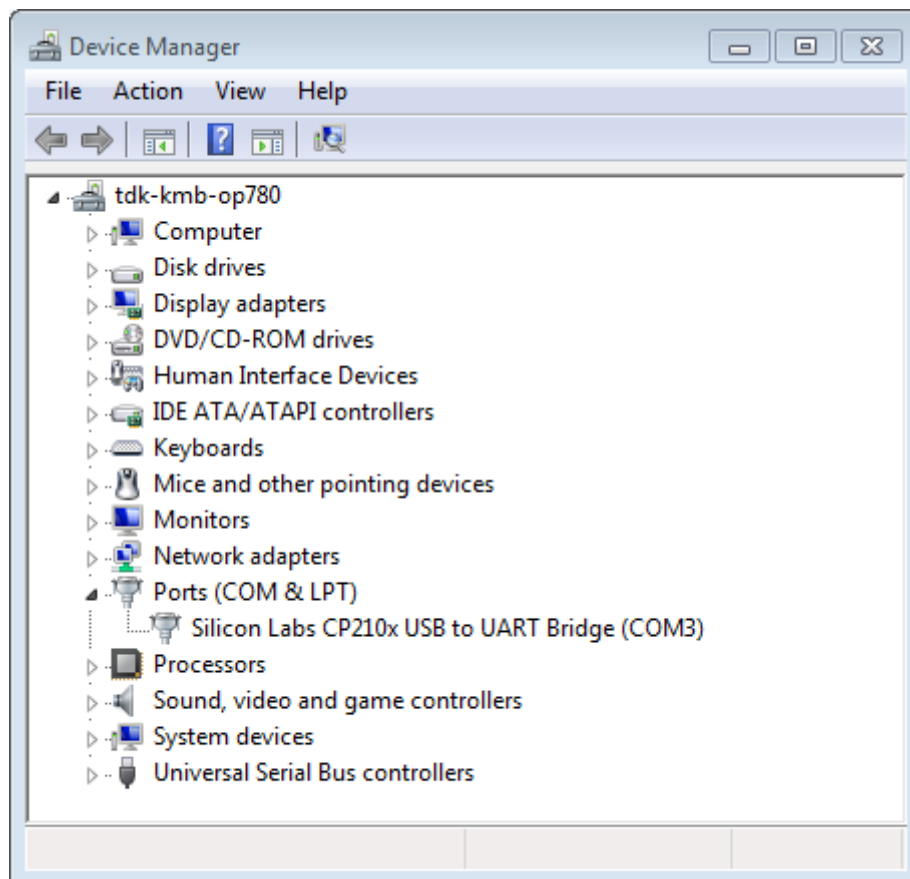 Device Manager
File Action View Help
tdk-kmb-op780
Computer
Disk drives
Display adapters
DVD/CD-ROM drives
Human Interface Devices
IDE ATA/ATAPI controllers
Keyboards
Mice and other pointing devices
Monitors
Network adapters
Ports (COM & LPT)
Silicon Labs CP210x USB to UART Bridge (COM3)
Processors
Sound, video and game controllers
System devices
Universal Serial Bus controllers